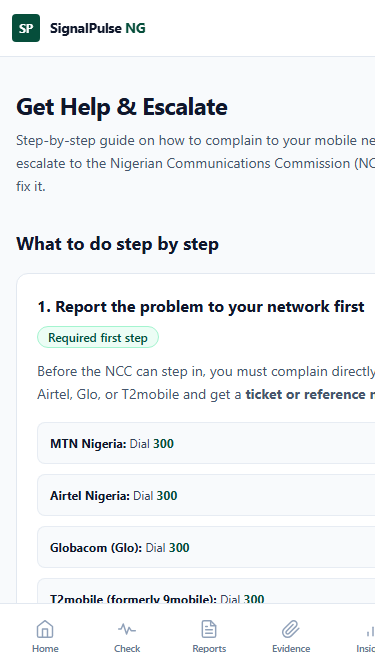 SP SignalPulse NG
Get Help & Escalate
Step-by-step guide on how to complain to your mobile
escalate to the Nigerian Communications Commission (NC
fix it.
What to do step by step
1. Report the problem to your network first
Required first step
Before the NCC can step in, you must complain directly
Airtel, Glo, or T2mobile and get a ticket or reference
MTN Nigeria: Dial 300
Airtel Nigeria: Dial 300
Globacom (Glo): Dial 300
T2mobile (formerly 9mobile): Dial 300
Home Check Reports Evidence